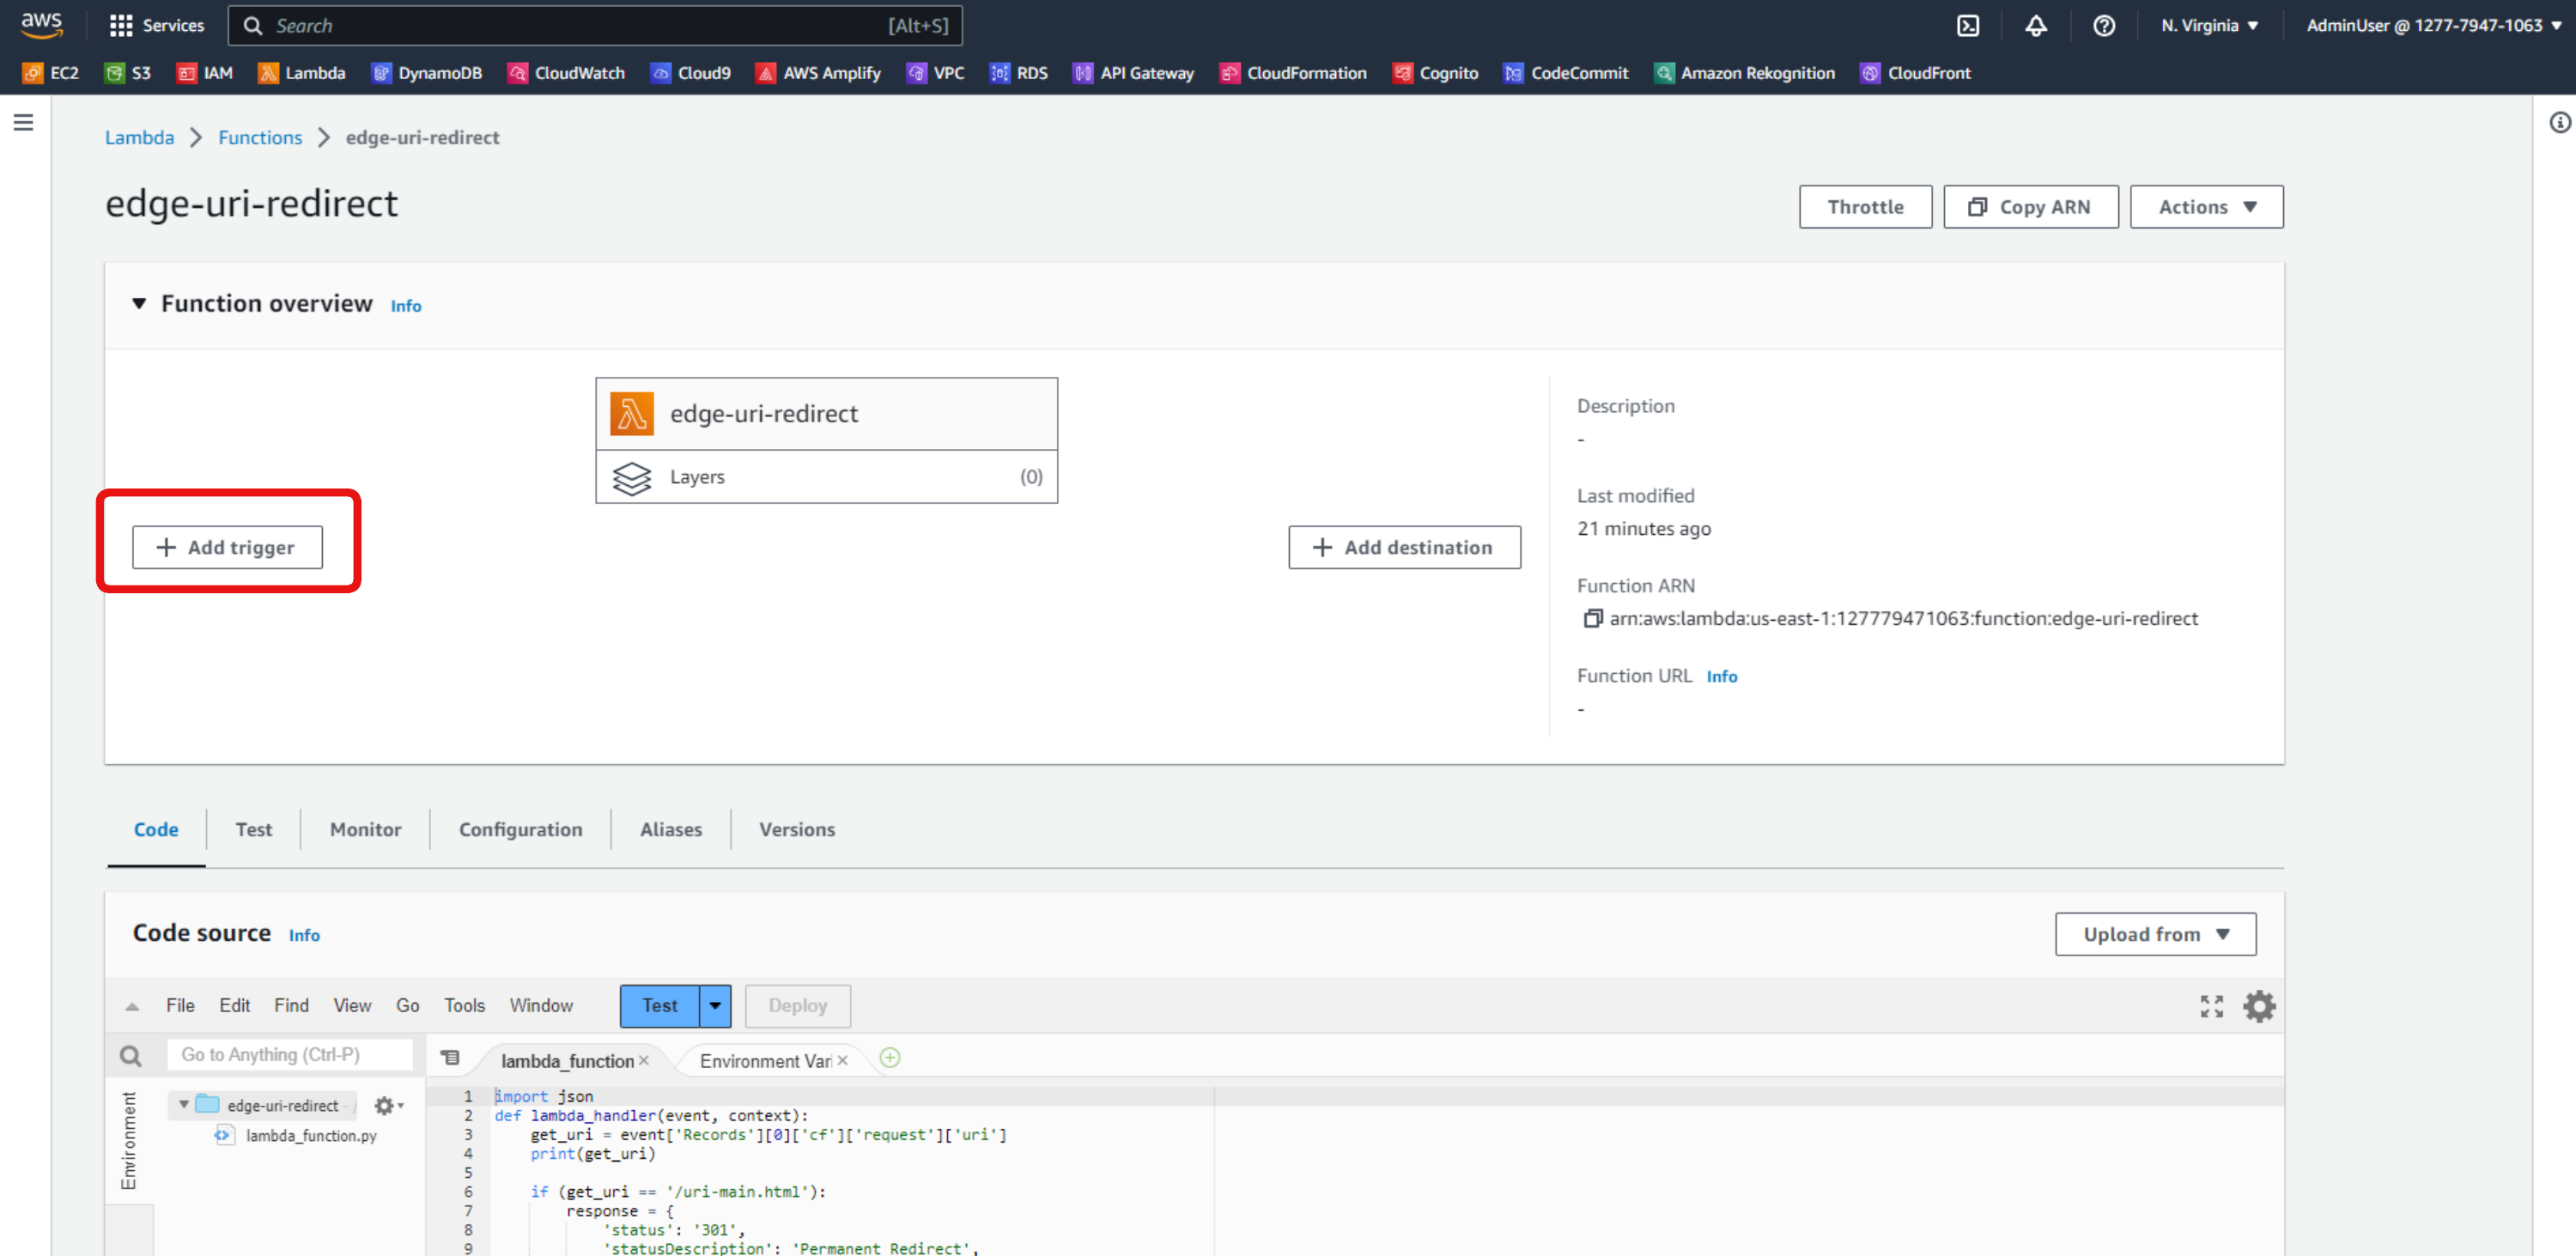 aws
Services
Search
[Alt+S]
N. Virginia
AdminUser @ 1277-7947-1063
EC2
S3
IAM
Lambda
DynamoDB
CloudWatch
Cloud9
AWS Amplify
VPC
RDS
API Gateway
CloudFormation
Cognito
CodeCommit
Amazon Rekognition
CloudFront
Lambda
Functions
edge-uri-redirect
edge-uri-redirect
Throttle
Copy ARN
Actions
Function overview Info
edge-uri-redirect
Layers
(0)
+ Add trigger
+ Add destination
Description
-
Last modified
21 minutes ago
Function ARN
arn:aws:lambda:us-east-1:127779471063:function:edge-uri-redirect
Function URL Info
-
Code
Test
Monitor
Configuration
Aliases
Versions
Code source Info
Upload from
File
Edit
Find
View
Go
Tools
Window
Test
Deploy
Go to Anything (Ctrl-P)
lambda_function
Environment Vari
Environment
edge-uri-redirect - /
lambda_function.py
1 import json
2 def lambda_handler(event, context):
3 get_uri = event['Records'][0]['cf']['request']['uri']
4 print(get_uri)
5
6 if (get_uri == '/uri-main.html'):
7 response = {
8 'status': '301',
9 'statusDescription': 'Permanent Redirect',